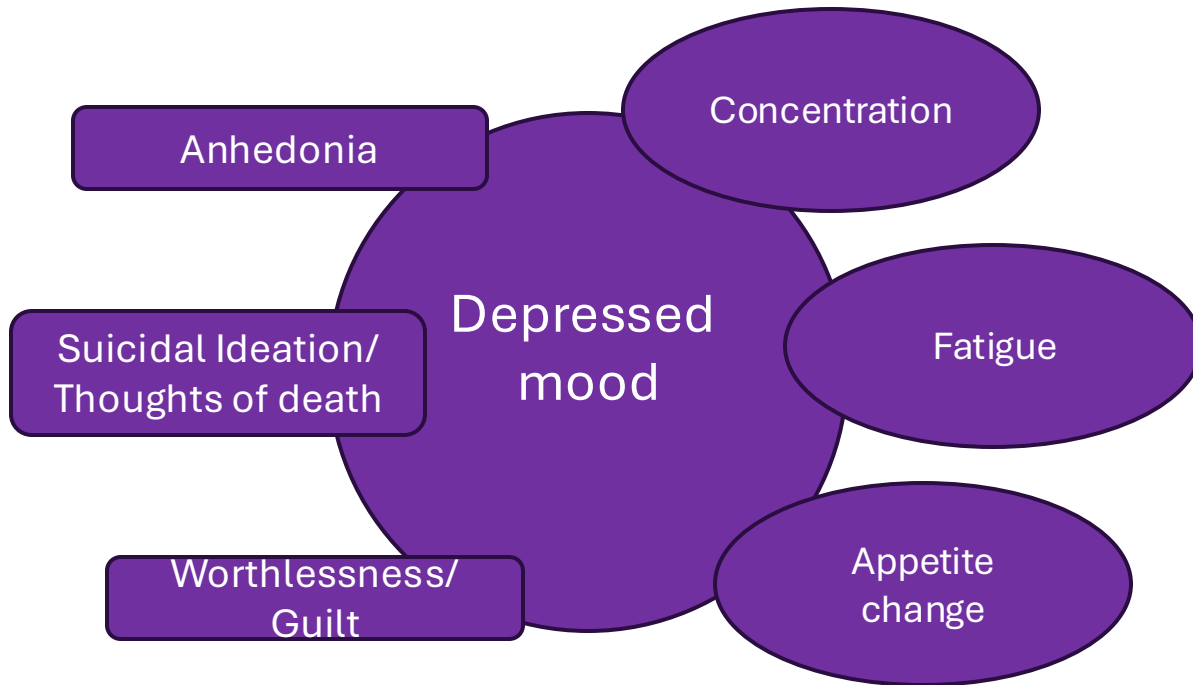 Anhedonia
Concentration
Depressed
mood
Suicidal Ideation/
Thoughts of death
Fatigue
Worthlessness/
Guilt
Appetite
change